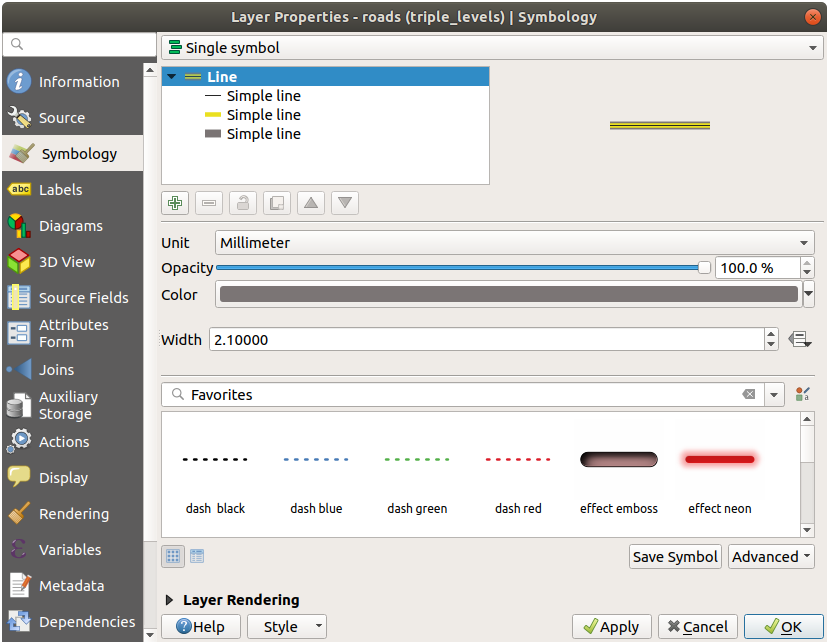 Layer Properties - roads (triple_levels) | Symbology
Information
Source
Symbology
abc Labels
Diagrams
3D View
Source Fields
Attributes
Form
Joins
Auxiliary
Storage
Actions
Display
Rendering
Variables
Metadata
Dependencies
Single symbol
Line
Simple line
Simple line
Simple line
Unit Millimeter
Opacity 100.0 %
Color
Width 2.10000
Favorites
dash  black dash blue dash green dash red effect emboss effect neon
Save Symbol Advanced
Layer Rendering
Help Style Apply Cancel OK